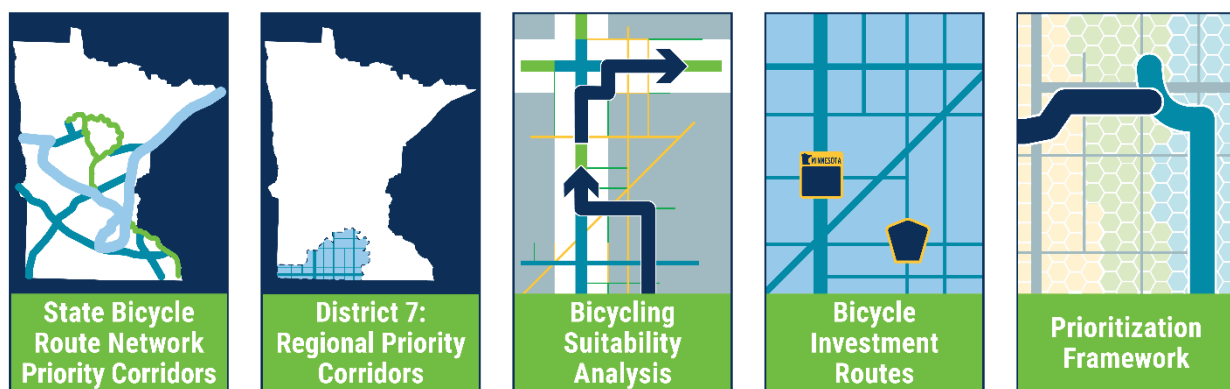 MINNESOTA
State Bicycle
Route Network
Priority Corridors
District 7:
Regional Priority
Corridors
Bicycling
Suitability
Analysis
Bicycle
Investment
Routes
Prioritization
Framework